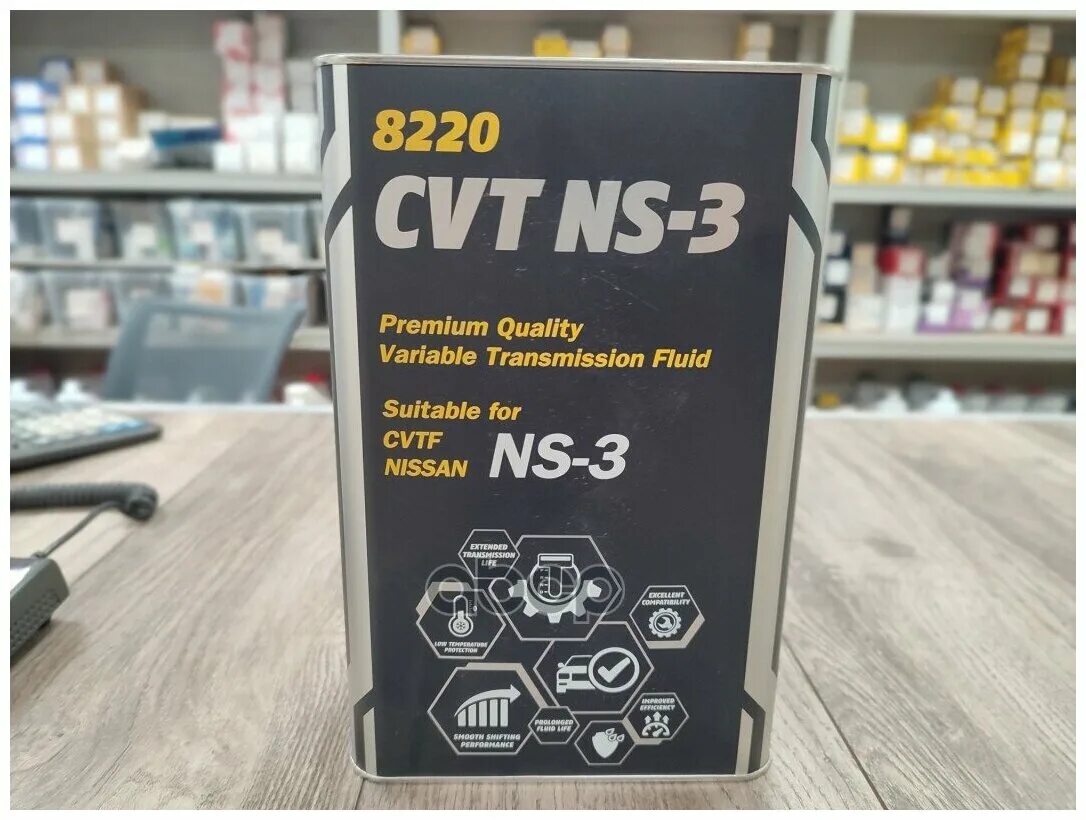 8220
CVT NS-3
Premium Quality
Variable Transmission Fluid
Suitable for
CVTF
NISSAN NS-3
EXTENDED
TRANSMISSION
LIFE
EXCELLENT
COMPATIBILITY
LOW TEMPERATURE
PROTECTION
SMOOTH SHIFTING
PERFORMANCE
PROLONGED
FLUID LIFE
IMPROVED
EFFICIENCY